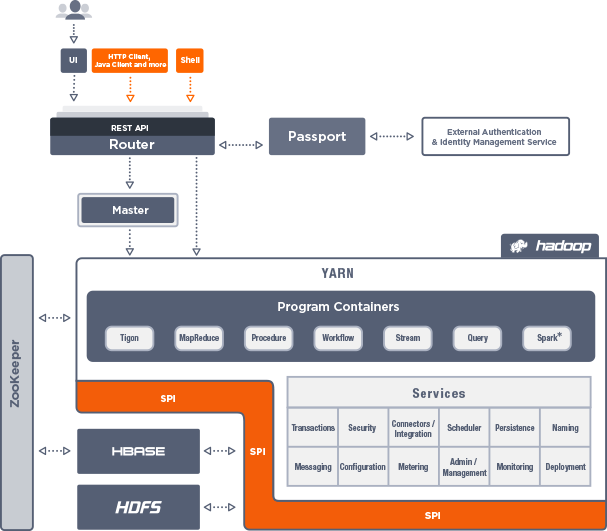 UI
HTTP Client,
Java Client and more
Shell
REST API
Router
Passport
External Authentication
& Identity Management Service
Master
hadoop
YARN
ZooKeeper
Program Containers
Tigon
MapReduce
Procedure
Workflow
Stream
Query
Spark*
SPI
Services
Transactions
Security
Connectors /
Integration
Scheduler
Persistence
Naming
Messaging
Configuration
Metering
Admin /
Management
Monitoring
Deployment
HBASE
SPI
HDFS
SPI